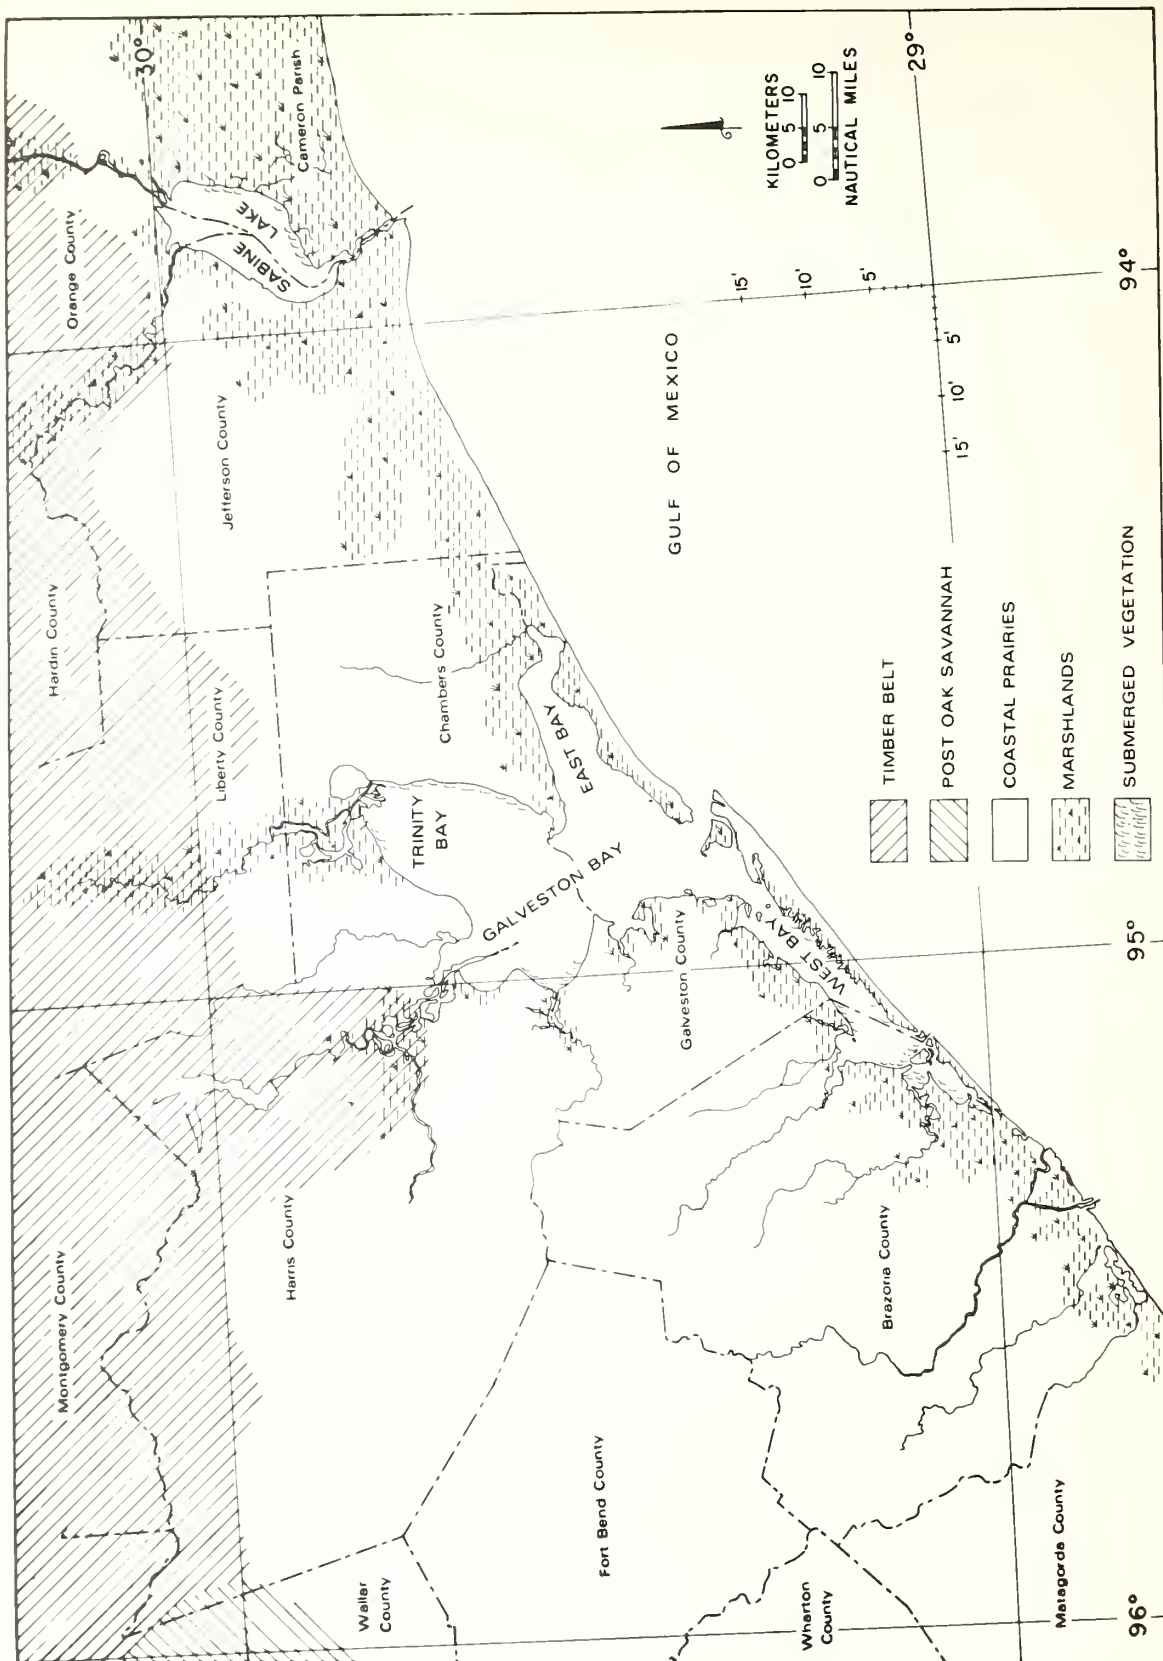 30°
Cameron Parish
Orange County
SABINE
LAKE
Jefferson County
Hardin County
Liberty County
Chambers County
TRINITY
BAY
EAST BAY
GALVESTON BAY
Galveston County
WEST BAY
Montgomery County
Harris County
Brazoria County
Fort Bend County
Waller
County
Wharton
County
Matagorda County
GULF OF MEXICO
KILOMETERS
0 5 10
0 5 10
NAUTICAL MILES
29°
94°
95°
96°
15'
10'
5'
5'
10'
15'
TIMBER BELT
POST OAK SAVANNAH
COASTAL PRAIRIES
MARSHLANDS
SUBMERGED VEGETATION